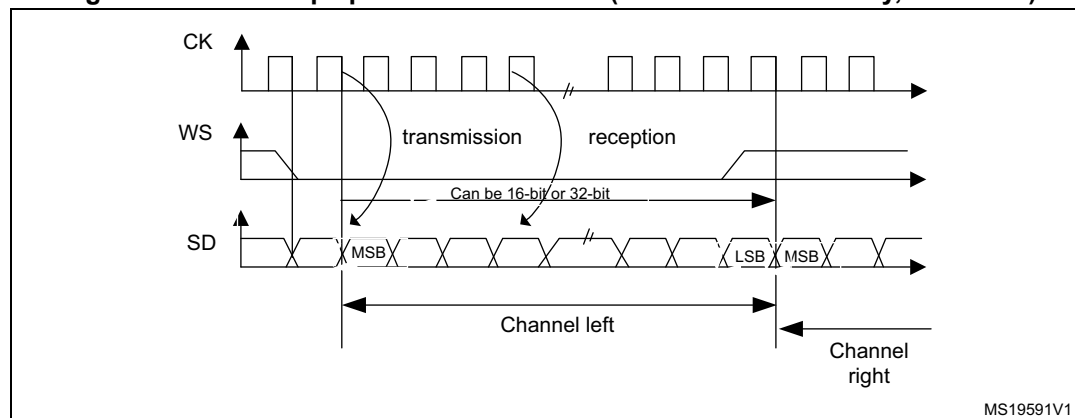 CK
WS
transmission
reception
Can be 16-bit or 32-bit
SD
MSB
LSB
MSB
Channel left
Channel
right
MS19591V1